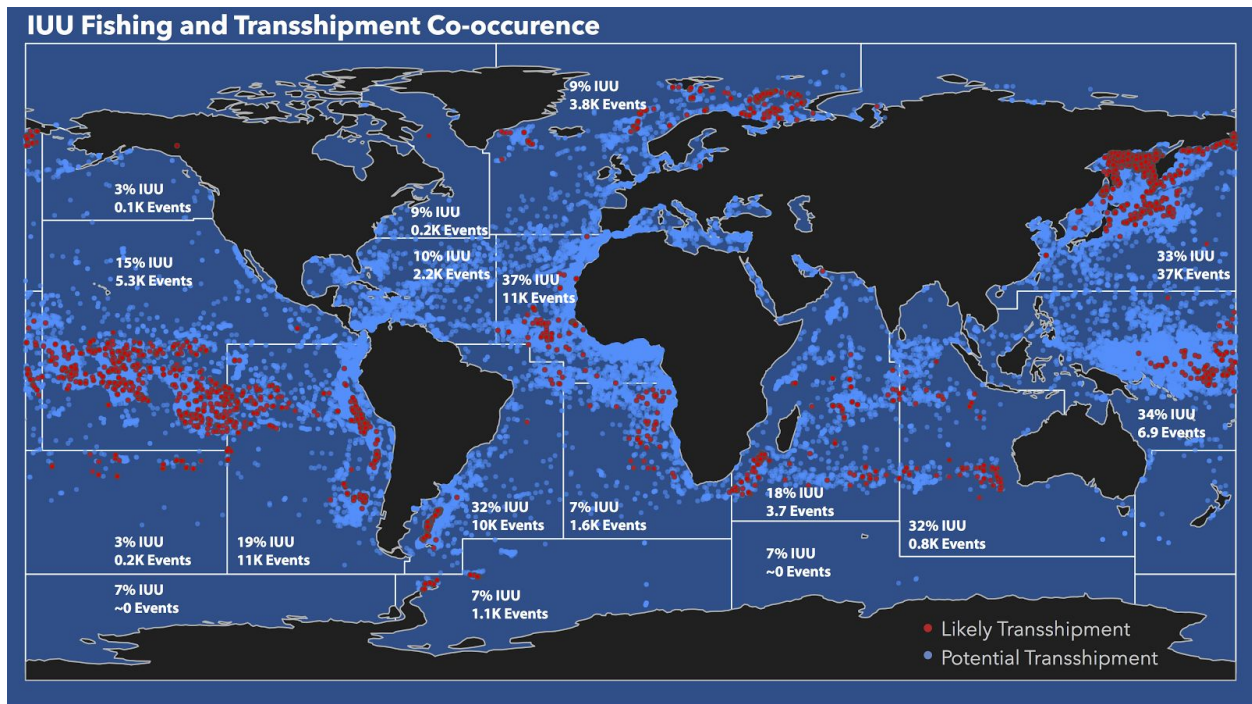 IUU Fishing and Transshipment Co-occurence
9% IUU
3.8K Events
3% IUU
0.1K Events
9% IUU
0.2K Events
15% IUU
5.3K Events
10% IUU
2.2K Events
37% IUU
11K Events
33% IUU
37K Events
34% IUU
6.9 Events
3% IUU
0.2K Events
19% IUU
11K Events
32% IUU
10K Events
7% IUU
1.6K Events
18% IUU
3.7 Events
32% IUU
0.8K Events
7% IUU
~0 Events
7% IUU
~0 Events
7% IUU
1.1K Events
Likely Transshipment
Potential Transshipment